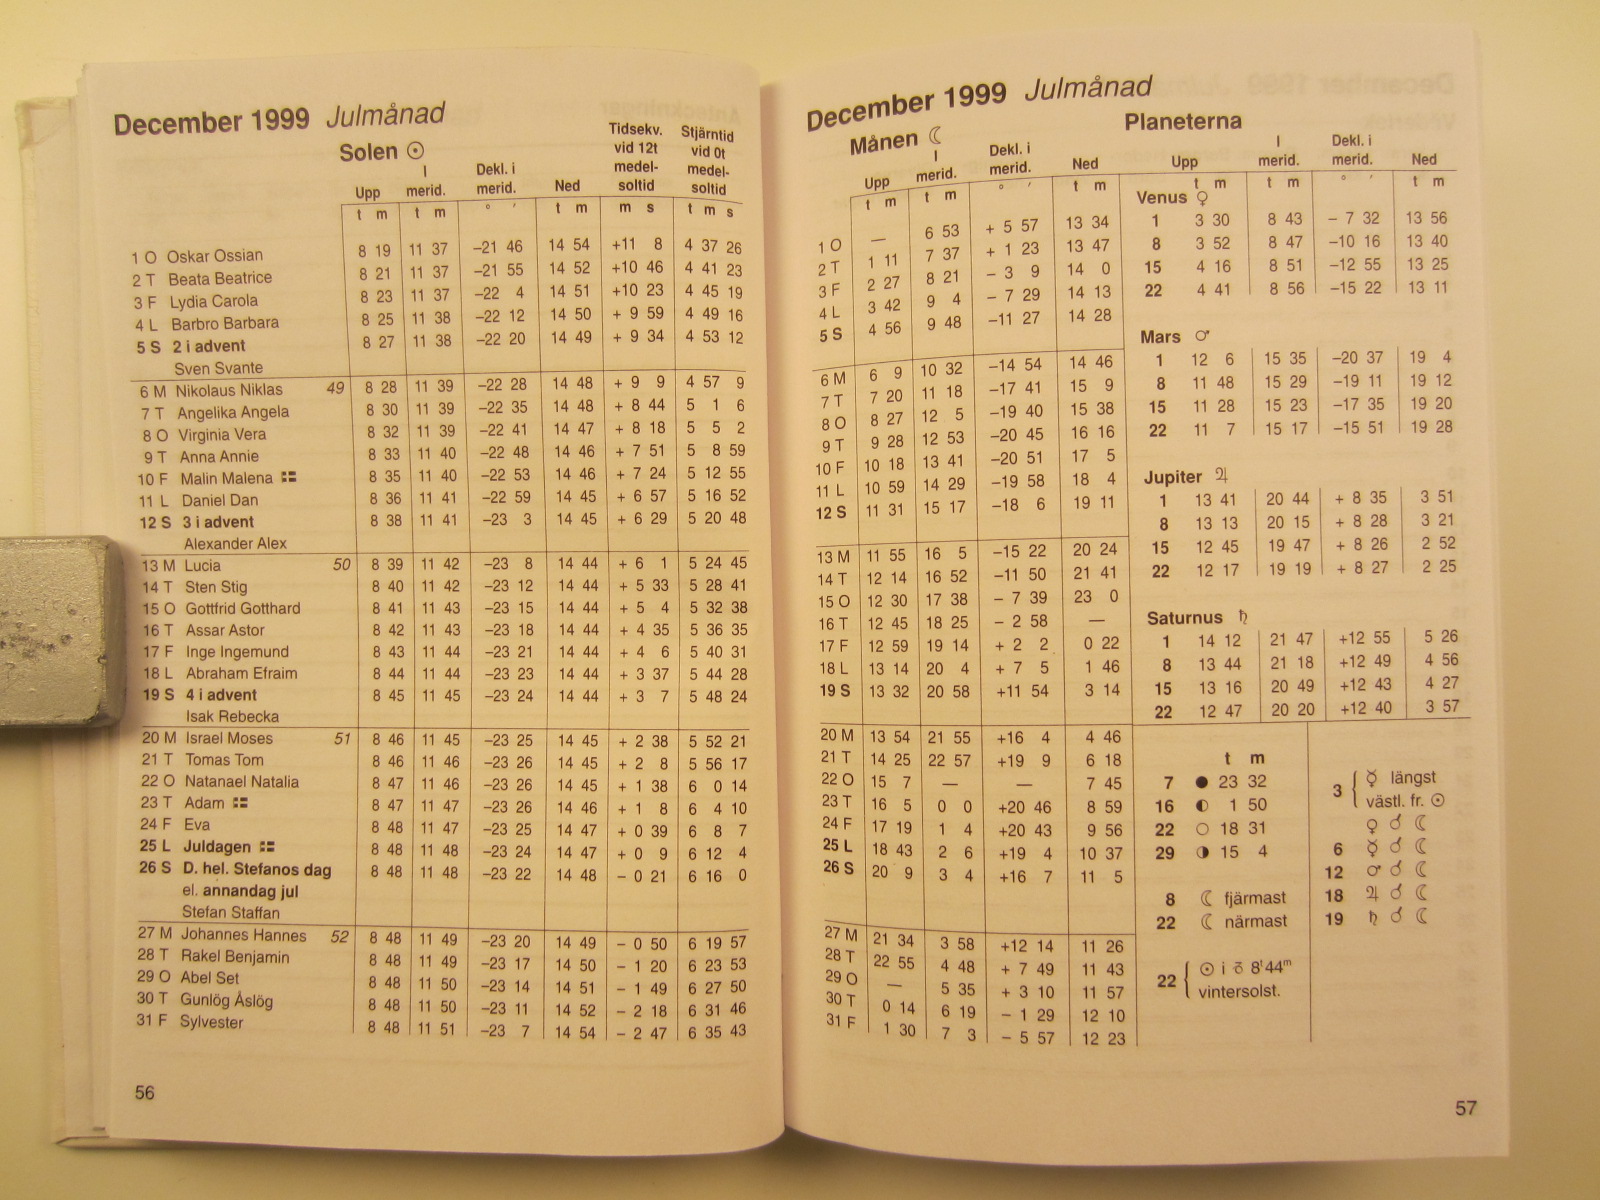 December 1999 Julmånad
Solen ☉
Upp I merid. Dekl. i merid. Ned Tidsekv. vid 12t medel-soltid Stjärntid vid 0t medel-soltid
t m t m ° ′ t m m s t m s
1 O Oskar Ossian 8 19 11 37 –21 46 14 54 +11 8 4 37 26
2 T Beata Beatrice 8 21 11 37 –21 55 14 52 +10 46 4 41 23
3 F Lydia Carola 8 23 11 37 –22 4 14 51 +10 23 4 45 19
4 L Barbro Barbara 8 25 11 38 –22 12 14 50 + 9 59 4 49 16
5 S 2 i advent 8 27 11 38 –22 20 14 49 + 9 34 4 53 12
Sven Svante
6 M Nikolaus Niklas 49 8 28 11 39 –22 28 14 48 + 9 9 4 57 9
7 T Angelika Angela 8 30 11 39 –22 35 14 48 + 8 44 5 1 6
8 O Virginia Vera 8 32 11 39 –22 41 14 47 + 8 18 5 5 2
9 T Anna Annie 8 33 11 40 –22 48 14 46 + 7 51 5 8 59
10 F Malin Malena 8 35 11 40 –22 53 14 46 + 7 24 5 12 55
11 L Daniel Dan 8 36 11 41 –22 59 14 45 + 6 57 5 16 52
12 S 3 i advent 8 38 11 41 –23 3 14 45 + 6 29 5 20 48
Alexander Alex
13 M Lucia 50 8 39 11 42 –23 8 14 44 + 6 1 5 24 45
14 T Sten Stig 8 40 11 42 –23 12 14 44 + 5 33 5 28 41
15 O Gottfrid Gotthard 8 41 11 43 –23 15 14 44 + 5 4 5 32 38
16 T Assar Astor 8 42 11 43 –23 18 14 44 + 4 35 5 36 35
17 F Inge Ingemund 8 43 11 44 –23 21 14 44 + 4 6 5 40 31
18 L Abraham Efraim 8 44 11 44 –23 23 14 44 + 3 37 5 44 28
19 S 4 i advent 8 45 11 45 –23 24 14 44 + 3 7 5 48 24
Isak Rebecka
20 M Israel Moses 51 8 46 11 45 –23 25 14 45 + 2 38 5 52 21
21 T Tomas Tom 8 46 11 46 –23 26 14 45 + 2 8 5 56 17
22 O Natanael Natalia 8 47 11 46 –23 26 14 45 + 1 38 6 0 14
23 T Adam 8 47 11 47 –23 26 14 46 + 1 8 6 4 10
24 F Eva 8 48 11 47 –23 25 14 47 + 0 39 6 8 7
25 L Juldagen 8 48 11 48 –23 24 14 47 + 0 9 6 12 4
26 S D. hel. Stefanos dag 8 48 11 48 –23 22 14 48 – 0 21 6 16 0
el. annandag jul
Stefan Staffan
27 M Johannes Hannes 52 8 48 11 49 –23 20 14 49 – 0 50 6 19 57
28 T Rakel Benjamin 8 48 11 49 –23 17 14 50 – 1 20 6 23 53
29 O Abel Set 8 48 11 50 –23 14 14 51 – 1 49 6 27 50
30 T Gunlög Åslög 8 48 11 50 –23 11 14 52 – 2 18 6 31 46
31 F Sylvester 8 48 11 51 –23 7 14 54 – 2 47 6 35 43
56
December 1999 Julmånad
Månen ☾
Upp I merid. Dekl. i merid. Ned
t m t m ° ′ t m
1 O — 6 53 + 5 57 13 34
2 T 1 11 7 37 + 1 23 13 47
3 F 2 27 8 21 – 3 9 14 0
4 L 3 42 9 4 – 7 29 14 13
5 S 4 56 9 48 –11 27 14 28
6 M 6 9 10 32 –14 54 14 46
7 T 7 20 11 18 –17 41 15 9
8 O 8 27 12 5 –19 40 15 38
9 T 9 28 12 53 –20 45 16 16
10 F 10 18 13 41 –20 51 17 5
11 L 10 59 14 29 –19 58 18 4
12 S 11 31 15 17 –18 6 19 11
13 M 11 55 16 5 –15 22 20 24
14 T 12 14 16 52 –11 50 21 41
15 O 12 30 17 38 – 7 39 23 0
16 T 12 45 18 25 – 2 58 —
17 F 12 59 19 14 + 2 2 0 22
18 L 13 14 20 4 + 7 5 1 46
19 S 13 32 20 58 +11 54 3 14
20 M 13 54 21 55 +16 4 4 46
21 T 14 25 22 57 +19 9 6 18
22 O 15 7 — — 7 45
23 T 16 5 0 0 +20 46 8 59
24 F 17 19 1 4 +20 43 9 56
25 L 18 43 2 6 +19 4 10 37
26 S 20 9 3 4 +16 7 11 5
27 M 21 34 3 58 +12 14 11 26
28 T 22 55 4 48 + 7 49 11 43
29 O — 5 35 + 3 10 11 57
30 T 0 14 6 19 – 1 29 12 10
31 F 1 30 7 3 – 5 57 12 23
Planeterna
Upp I merid. Dekl. i merid. Ned
t m t m ° ′ t m
Venus ♀
1 3 30 8 43 – 7 32 13 56
8 3 52 8 47 –10 16 13 40
15 4 16 8 51 –12 55 13 25
22 4 41 8 56 –15 22 13 11
Mars ♂
1 12 6 15 35 –20 37 19 4
8 11 48 15 29 –19 11 19 12
15 11 28 15 23 –17 35 19 20
22 11 7 15 17 –15 51 19 28
Jupiter ♃
1 13 41 20 44 + 8 35 3 51
8 13 13 20 15 + 8 28 3 21
15 12 45 19 47 + 8 26 2 52
22 12 17 19 19 + 8 27 2 25
Saturnus ♄
1 14 12 21 47 +12 55 5 26
8 13 44 21 18 +12 49 4 56
15 13 16 20 49 +12 43 4 27
22 12 47 20 20 +12 40 3 57
t m
7 ● 23 32
16 ◐ 1 50
22 ○ 18 31
29 ◑ 15 4
8 ☾ fjärmast
22 ☾ närmast
22 { ☉ i ♑ 8t44m
vintersolst.
3 { ☿ längst
västl. fr. ☉
♀ ☌ ☾
6 ☿ ☌ ☾
12 ♂ ☌ ☾
18 ♃ ☌ ☾
19 ♄ ☌ ☾
57